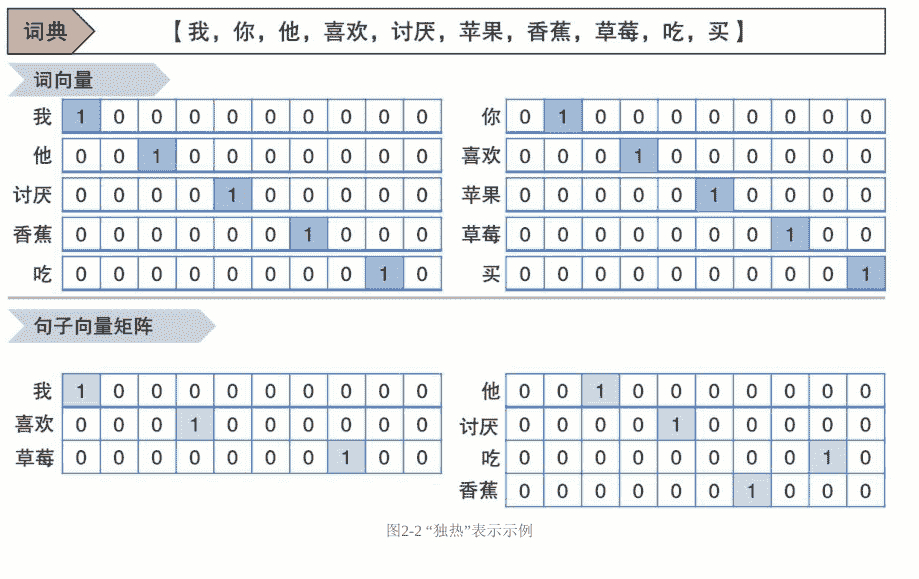 词典 【我，你，他，喜欢，讨厌，苹果，香蕉，草莓，吃，买】
词向量
我 1 0 0 0 0 0 0 0 0 0 你 0 1 0 0 0 0 0 0 0 0
他 0 0 1 0 0 0 0 0 0 0 喜欢 0 0 0 1 0 0 0 0 0 0
讨厌 0 0 0 0 1 0 0 0 0 0 苹果 0 0 0 0 0 1 0 0 0 0
香蕉 0 0 0 0 0 0 1 0 0 0 草莓 0 0 0 0 0 0 0 1 0 0
吃 0 0 0 0 0 0 0 0 1 0 买 0 0 0 0 0 0 0 0 0 1
句子向量矩阵
我 1 0 0 0 0 0 0 0 0 0 他 0 0 1 0 0 0 0 0 0 0
喜欢 0 0 0 1 0 0 0 0 0 0 讨厌 0 0 0 0 1 0 0 0 0 0
草莓 0 0 0 0 0 0 0 1 0 0 吃 0 0 0 0 0 0 0 0 1 0
香蕉 0 0 0 0 0 0 1 0 0 0
图2-2 “独热”表示示例